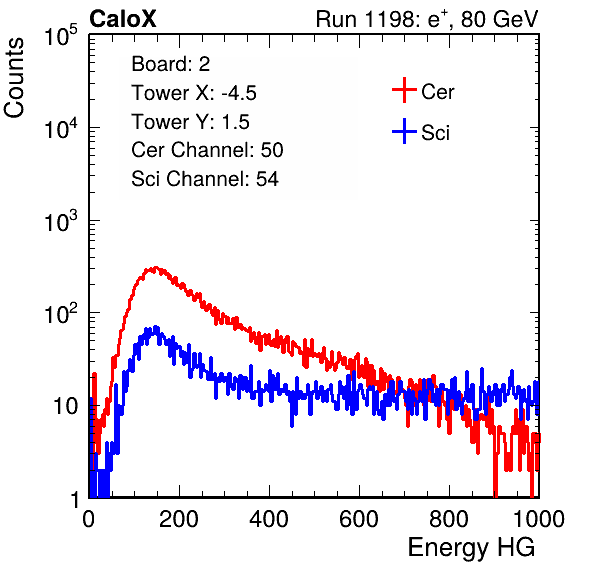 CaloX Run 1198: e⁺, 80 GeV
Counts
10⁵
10⁴
10³
10²
10
1
Board: 2
Tower X: -4.5
Tower Y: 1.5
Cer Channel: 50
Sci Channel: 54
Cer
Sci
0 200 400 600 800 1000
Energy HG